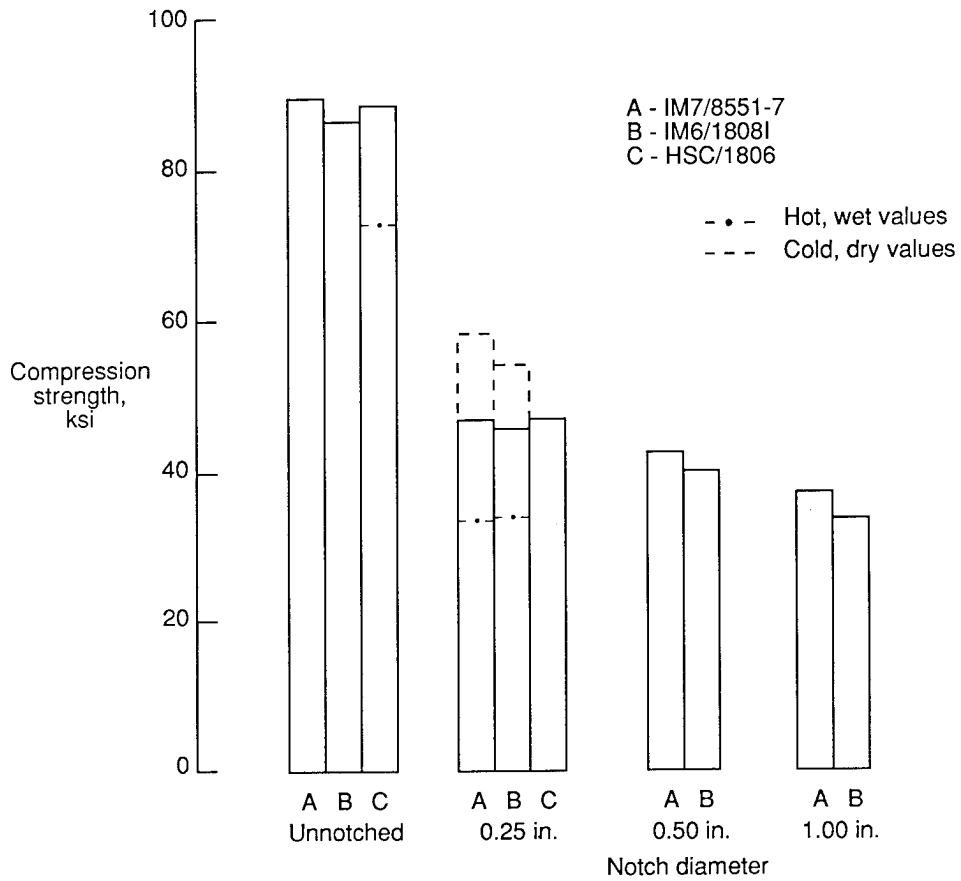 100
80
60
40
20
0
Compression
strength,
ksi
A - IM7/8551-7
B - IM6/1808I
C - HSC/1806
Hot, wet values
Cold, dry values
A B C
A B C
A B
A B
Unnotched
0.25 in.
0.50 in.
1.00 in.
Notch diameter